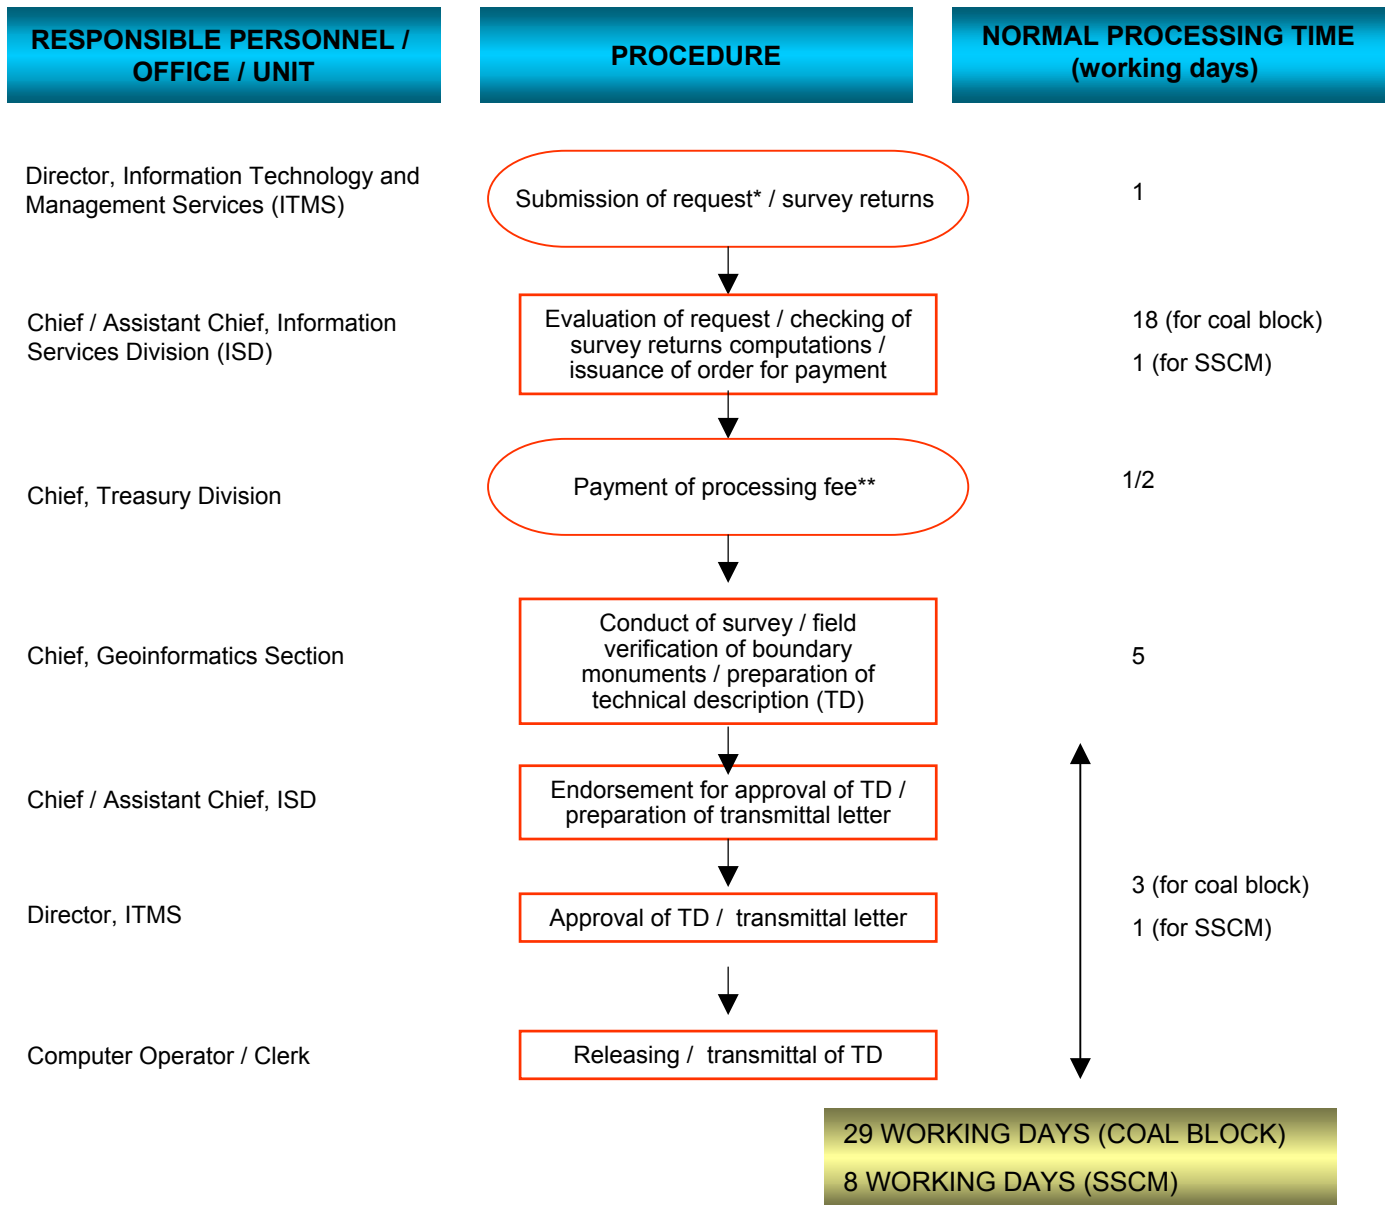 RESPONSIBLE PERSONNEL /
OFFICE / UNIT
PROCEDURE
NORMAL PROCESSING TIME
(working days)
Director, Information Technology and
Management Services (ITMS)
Submission of request* / survey returns
1
Chief / Assistant Chief, Information
Services Division (ISD)
Evaluation of request / checking of
survey returns computations /
issuance of order for payment
18 (for coal block)
1 (for SSCM)
Chief, Treasury Division
Payment of processing fee**
1/2
Chief, Geoinformatics Section
Conduct of survey / field
verification of boundary
monuments / preparation of
technical description (TD)
5
Chief / Assistant Chief, ISD
Endorsement for approval of TD /
preparation of transmittal letter
Director, ITMS
Approval of TD / transmittal letter
3 (for coal block)
1 (for SSCM)
Computer Operator / Clerk
Releasing / transmittal of TD
29 WORKING DAYS (COAL BLOCK)
8 WORKING DAYS (SSCM)